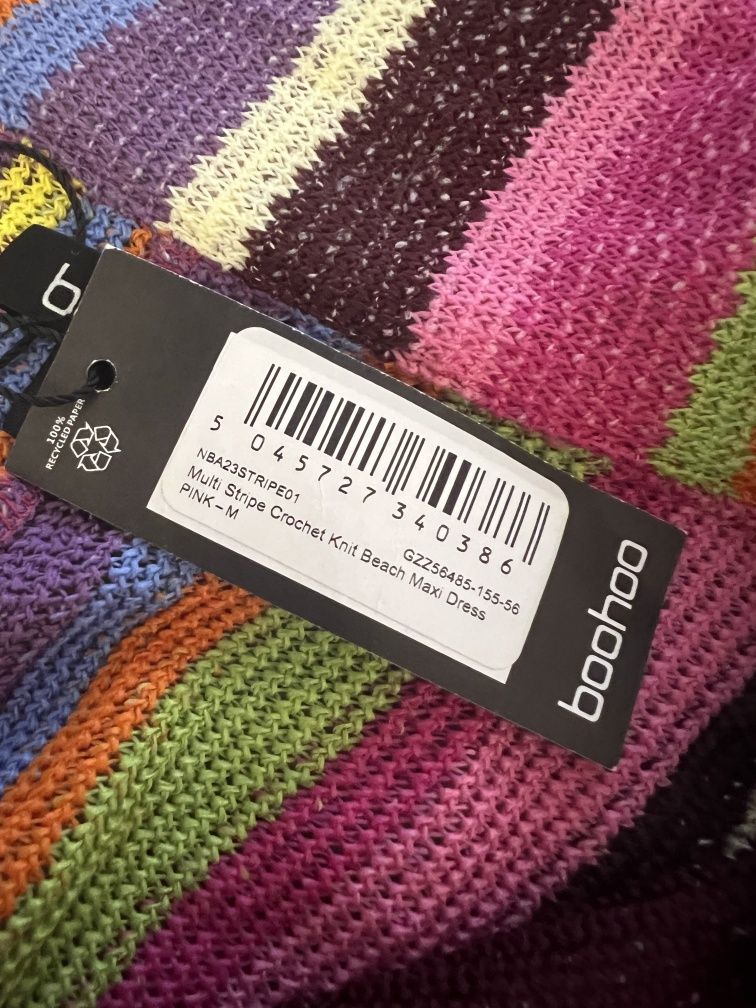 b
100%
RECYCLED PAPER
5 045727 340386
NBA23STRIPE01
GZZ56485-155-56
Multi Stripe Crochet Knit Beach Maxi Dress
PINK-M
boohoo